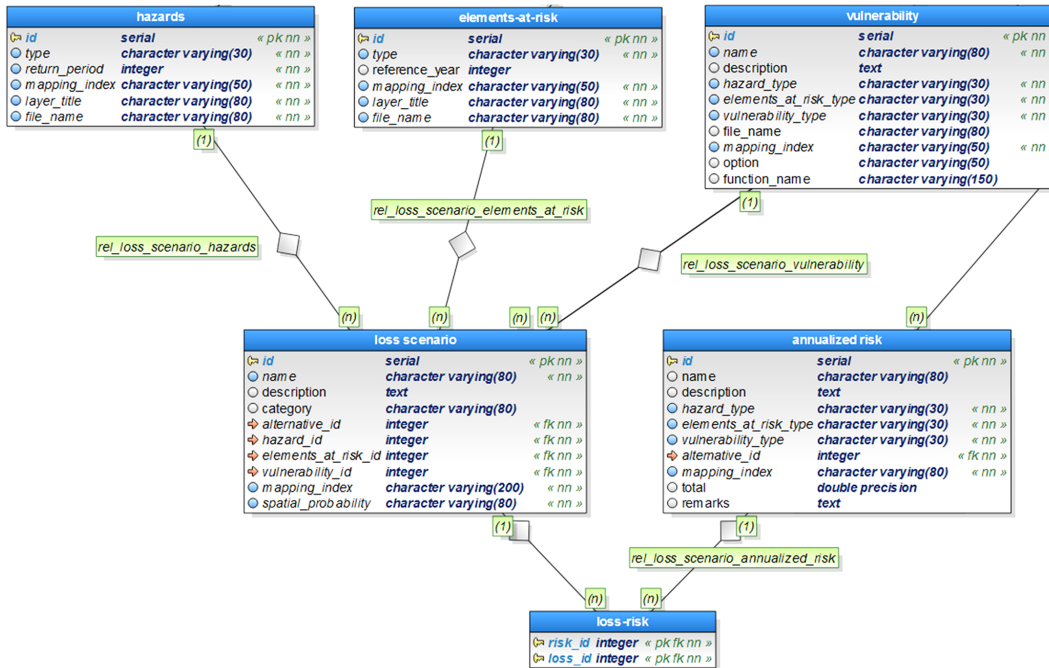 hazards
id serial « pk nn »
type character varying(30) « nn »
return_period integer « nn »
mapping_index character varying(50) « nn »
layer_title character varying(80) « nn »
file_name character varying(80) « nn »
elements-at-risk
id serial « pk nn »
type character varying(30) « nn »
reference_year integer
mapping_index character varying(50) « nn »
layer_title character varying(80) « nn »
file_name character varying(80) « nn »
vulnerability
id serial « pk nn
name character varying(80) « nn
description text
hazard_type character varying(30) « nn
elements_at_risk_type character varying(30) « nn
vulnerability_type character varying(30) « nn
file_name character varying(80)
mapping_index character varying(50) « nn
option character varying(50)
function_name character varying(150)
(1)
(1)
(1)
rel_loss_scenario_elements_at_risk
rel_loss_scenario_hazards
rel_loss_scenario_vulnerability
(n)
(n)
(n)
(n)
(n)
loss scenario
id serial « pk nn »
name character varying(80) « nn »
description text
category character varying(80)
alternative_id integer « fk nn »
hazard_id integer « fk nn »
elements_at_risk_id integer « fk nn »
vulnerability_id integer « fk nn »
mapping_index character varying(200) « nn »
spatial_probability character varying(80) « nn »
annualized risk
id serial « pk nn »
name character varying(80)
description text
hazard_type character varying(30) « nn »
elements_at_risk_type character varying(30) « nn »
vulnerability_type character varying(30) « nn »
alternative_id integer « fk nn »
mapping_index character varying(80) « nn »
total double precision
remarks text
(1)
(1)
rel_loss_scenario_annualized_risk
(n)
(n)
loss-risk
risk_id integer « pk fk nn »
loss_id integer « pk fk nn »